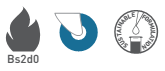 SUSTAINABLE FORMULATION
Bs2d0